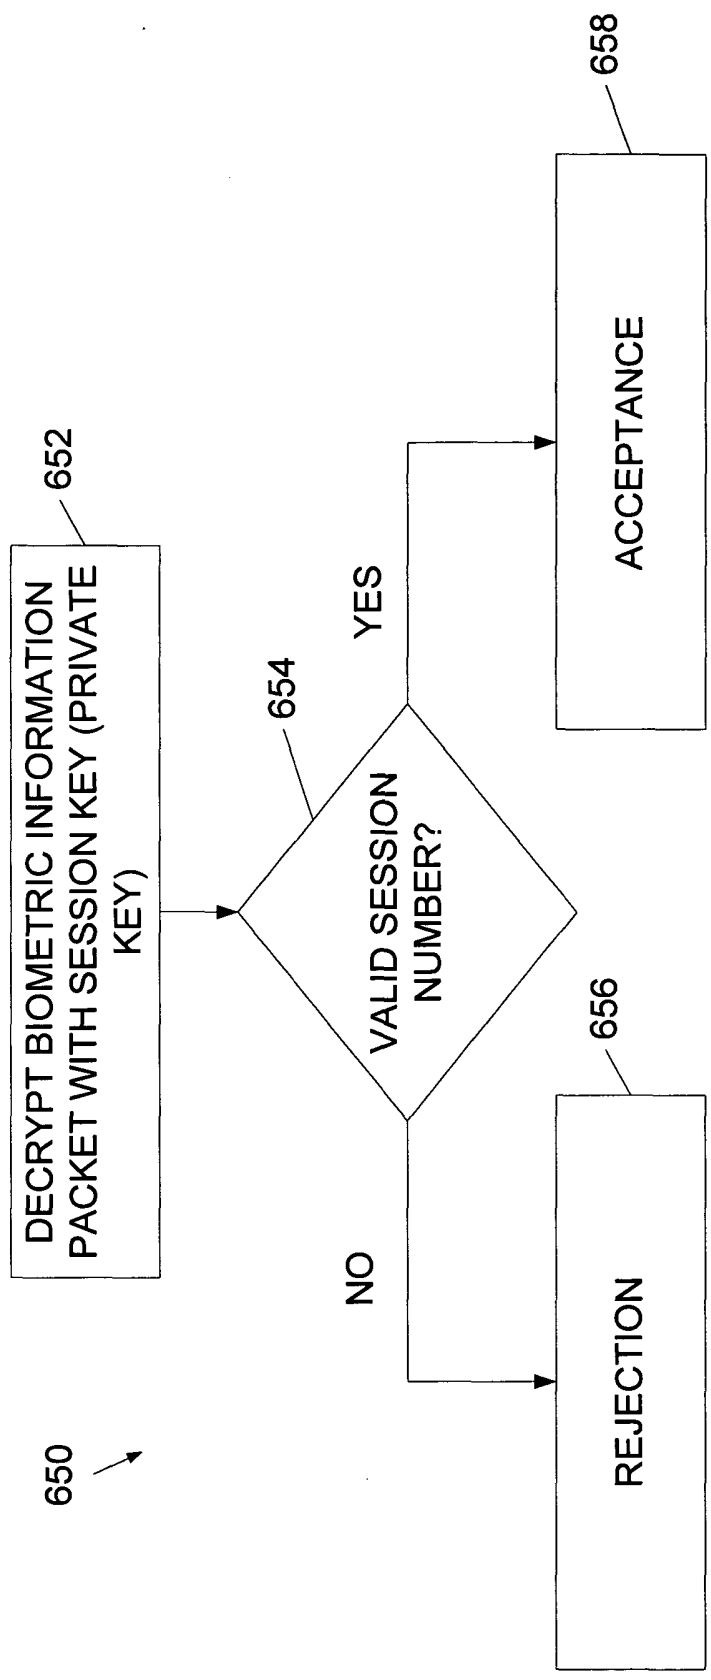 650
652
DECRYPT BIOMETRIC INFORMATION
PACKET WITH SESSION KEY (PRIVATE
KEY)
654
VALID SESSION
NUMBER?
NO
YES
656
REJECTION
658
ACCEPTANCE